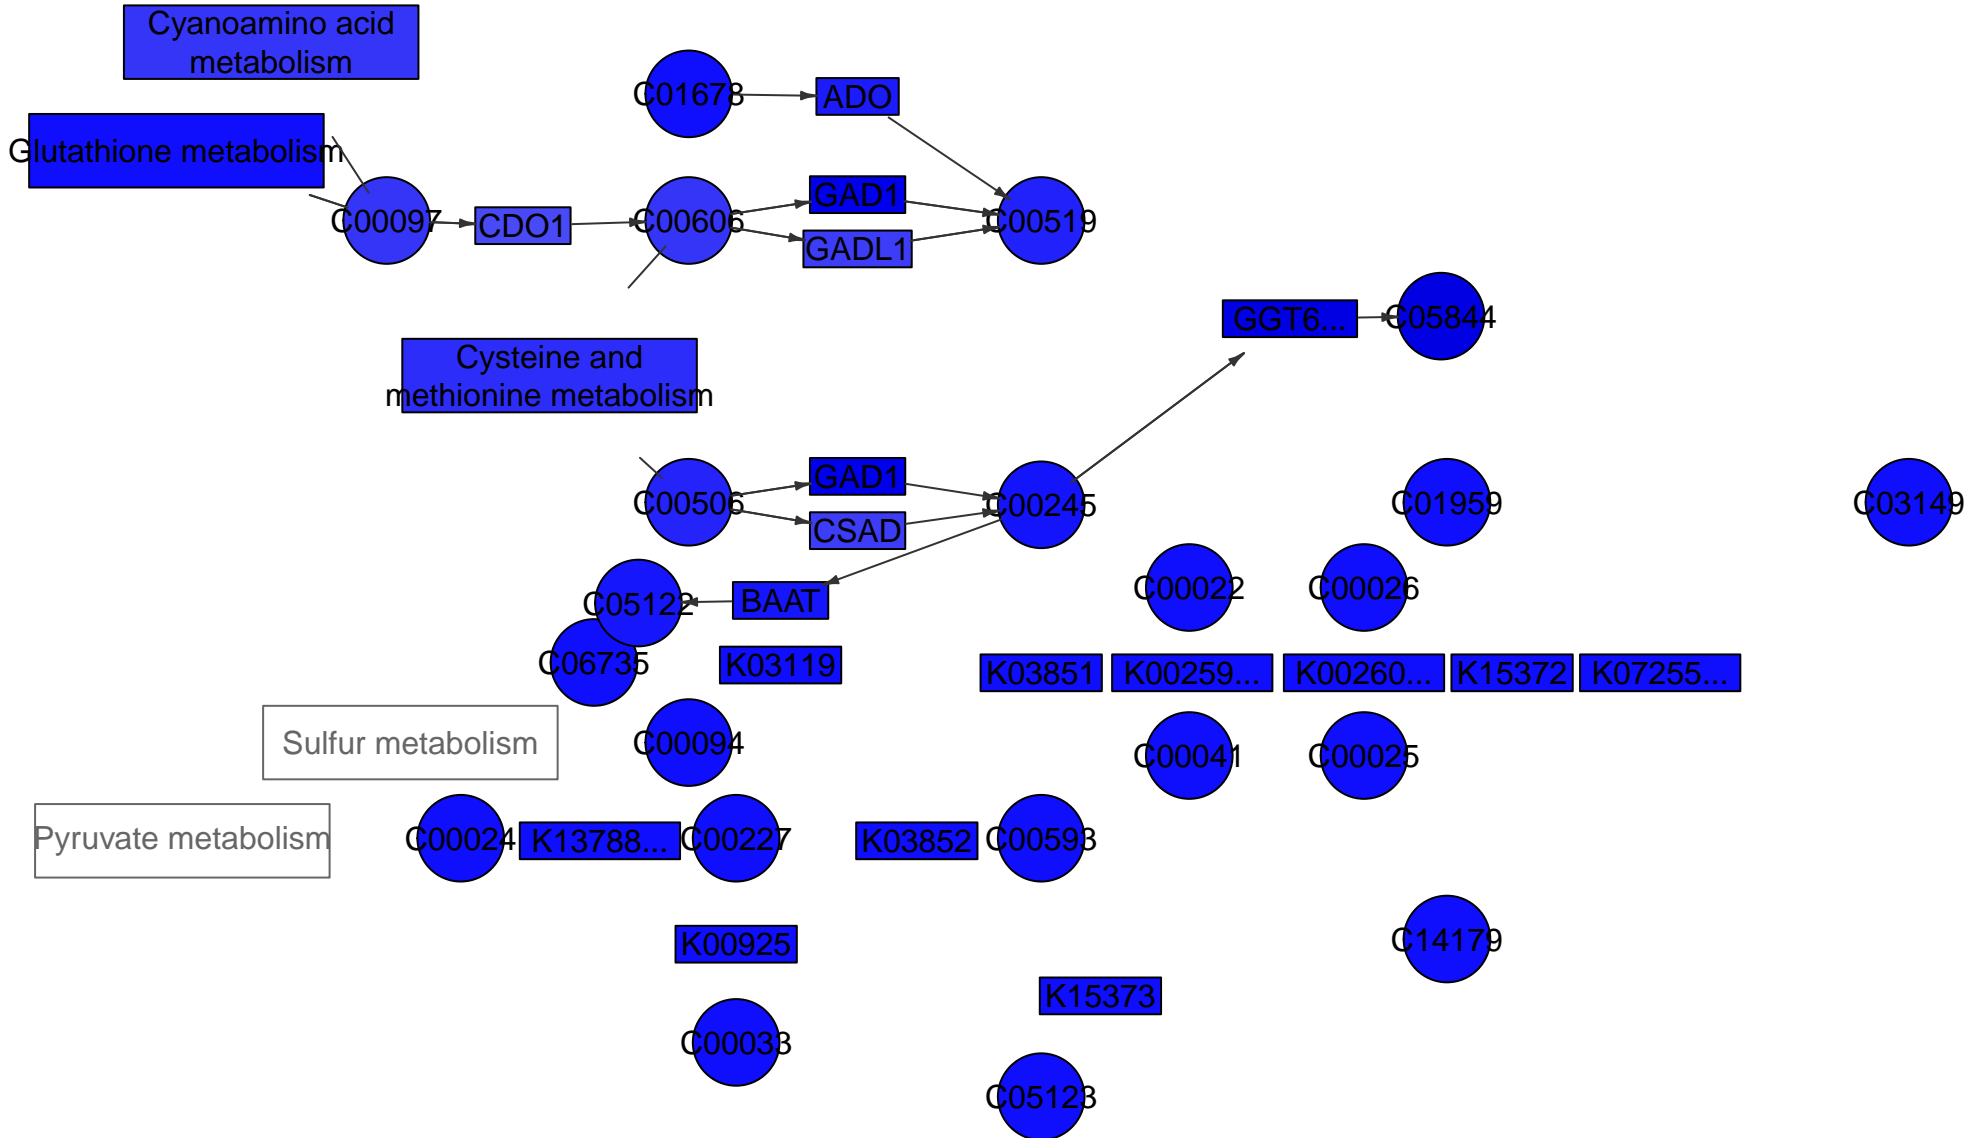 Cyanoamino acid
metabolism
C01678
ADO
Glutathione metabolism
C00097
CDO1
C00606
GAD1
GADL1
C00519
GGT6...
C05844
Cysteine and
methionine metabolism
C00506
GAD1
CSAD
C00245
C01959
C03149
C05122
BAAT
C00022
C00026
C06735
K03119
K03851
K00259...
K00260...
K15372
K07255...
Sulfur metabolism
C00094
C00041
C00025
Pyruvate metabolism
C00024
K13788...
C00227
K03852
C00593
K00925
C14179
K15373
C00033
C05123